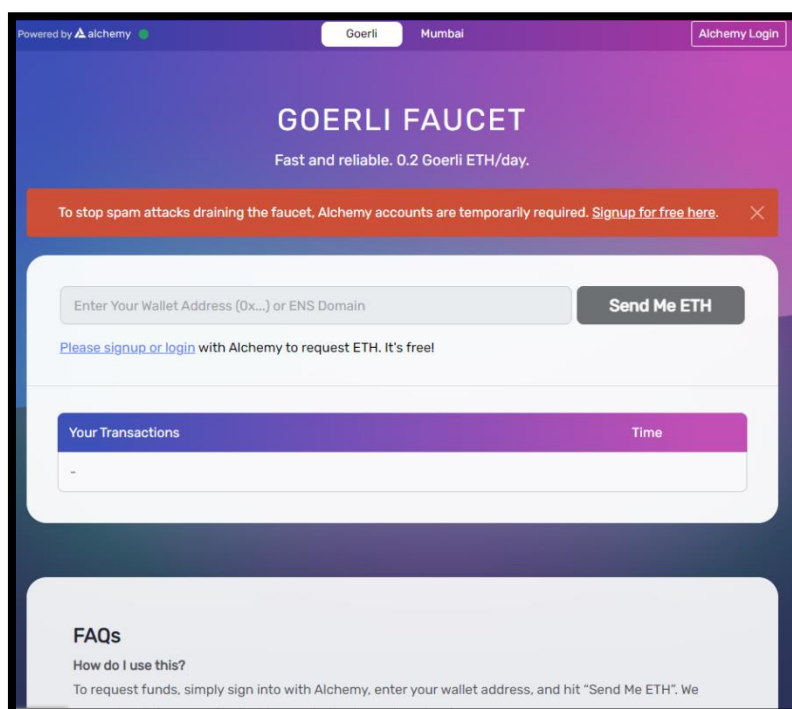 Powered by alchemy
Goerli
Mumbai
Alchemy Login
GOERLI FAUCET
Fast and reliable. 0.2 Goerli ETH/day.
To stop spam attacks draining the faucet, Alchemy accounts are temporarily required. Signup for free here.
Enter Your Wallet Address (0x...) or ENS Domain
Send Me ETH
Please signup or login with Alchemy to request ETH. It's free!
Your Transactions
Time
-
FAQs
How do I use this?
To request funds, simply sign into with Alchemy, enter your wallet address, and hit “Send Me ETH”. We